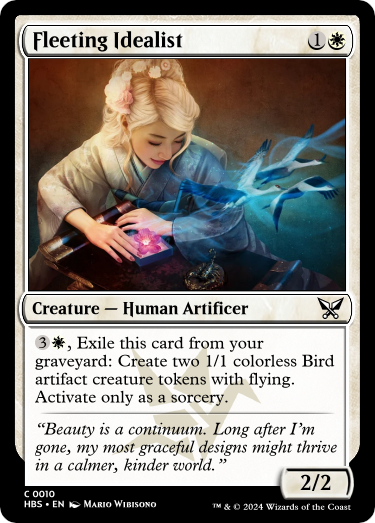 Fleeting Idealist 1
Creature — Human Artificer
3, Exile this card from your
graveyard: Create two 1/1 colorless Bird
artifact creature tokens with flying.
Activate only as a sorcery.
“Beauty is a continuum. Long after I’m
gone, my most graceful designs might thrive
in a calmer, kinder world.”
2/2
C 0010
HBS • EN Mario Wibisono
™ & © 2024 Wizards of the Coast